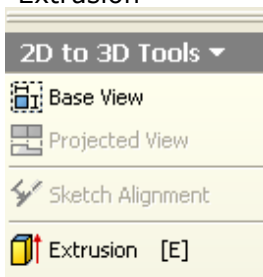 Extrusion
2D to 3D Tools
Base View
Projected View
Sketch Alignment
Extrusion [E]